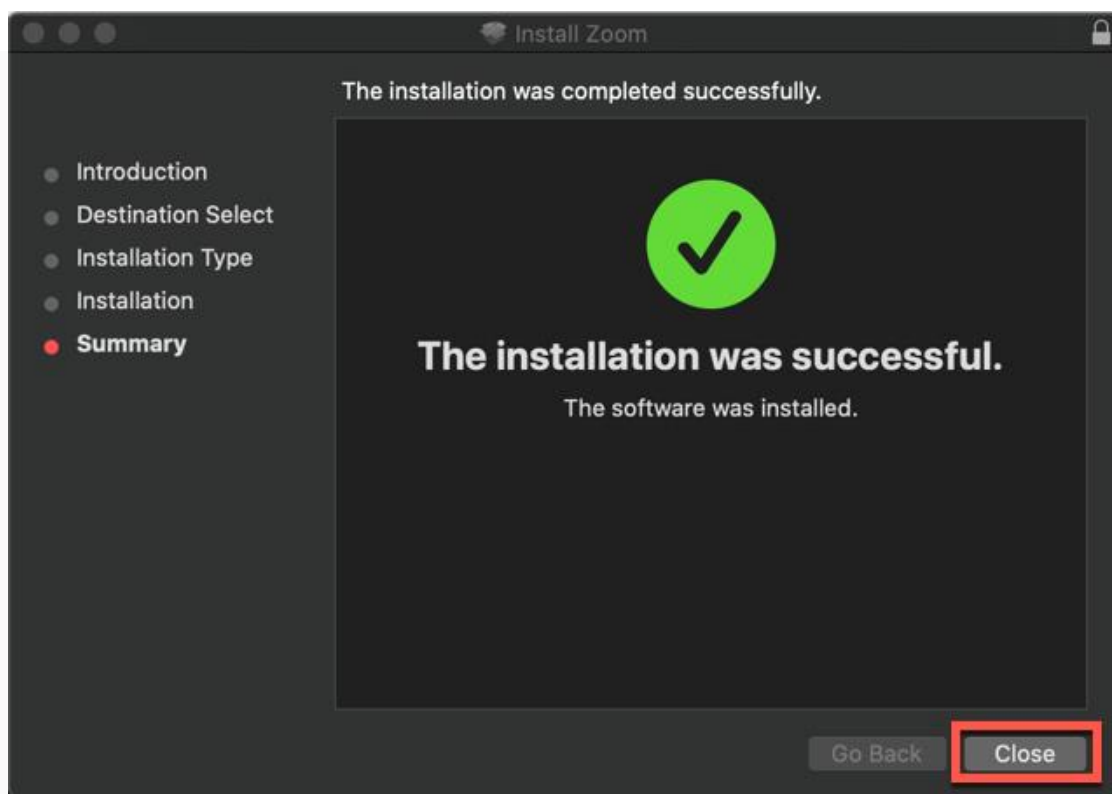 Install Zoom
The installation was completed successfully.
Introduction
Destination Select
Installation Type
Installation
Summary
The installation was successful.
The software was installed.
Go Back
Close